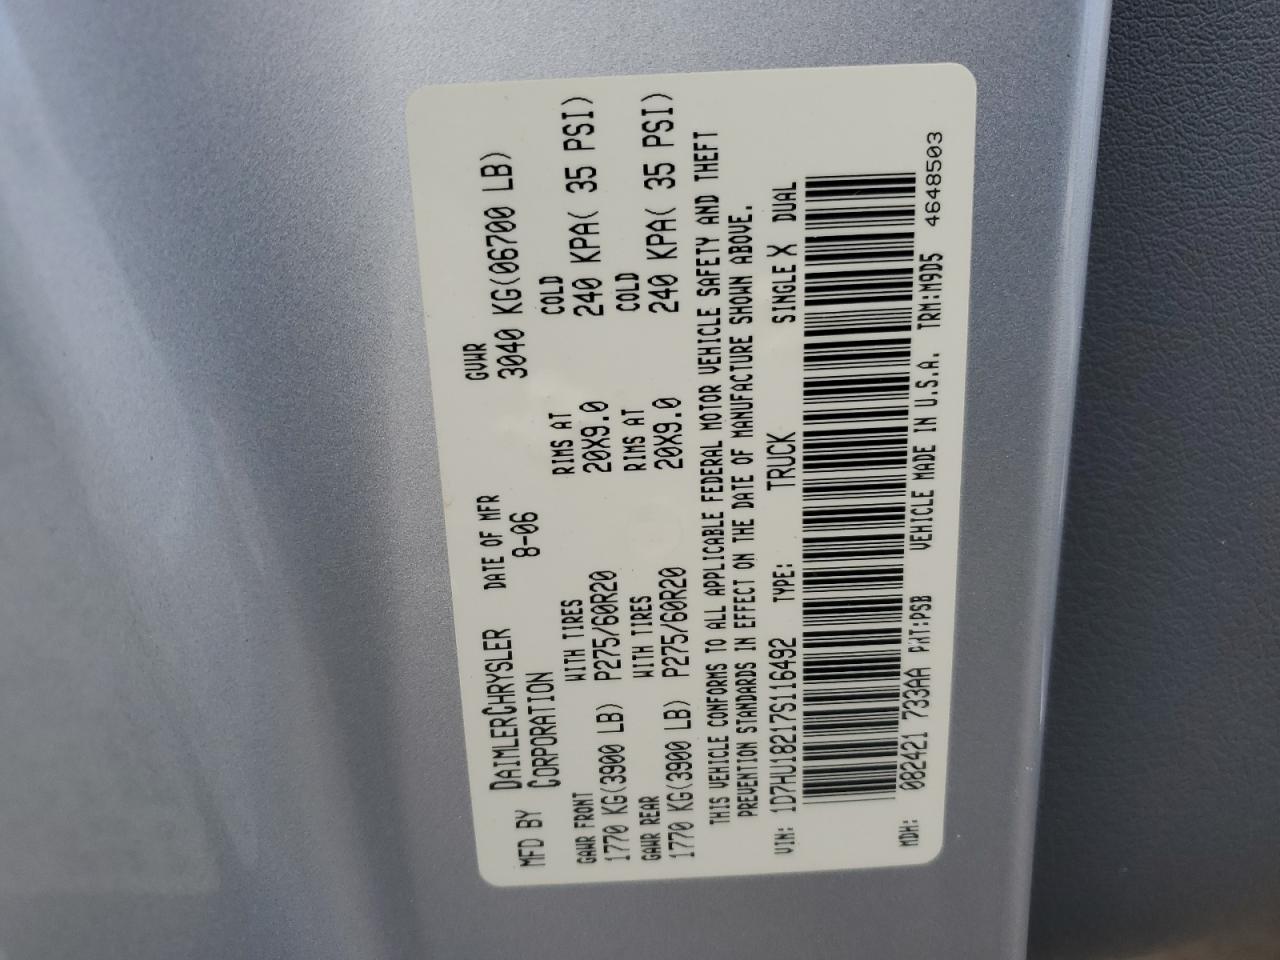 MFD BY DAIMLERCHRYSLER CORPORATION DATE OF MFR 8-06 GVWR 3040 KG(06700 LB)
GAWR FRONT WITH TIRES RIMS AT COLD
1770 KG(3900 LB) P275/60R20 20X9.0 240 KPA( 35 PSI)
GAWR REAR WITH TIRES RIMS AT COLD
1770 KG(3900 LB) P275/60R20 20X9.0 240 KPA( 35 PSI)
THIS VEHICLE CONFORMS TO ALL APPLICABLE FEDERAL MOTOR VEHICLE SAFETY AND THEFT
PREVENTION STANDARDS IN EFFECT ON THE DATE OF MANUFACTURE SHOWN ABOVE.
VIN: 1D7HU18217S116492 TYPE: TRUCK SINGLE X DUAL
MDH: 082421 733AA PNT:PSB VEHICLE MADE IN U.S.A. TRM:M9D5 4648503